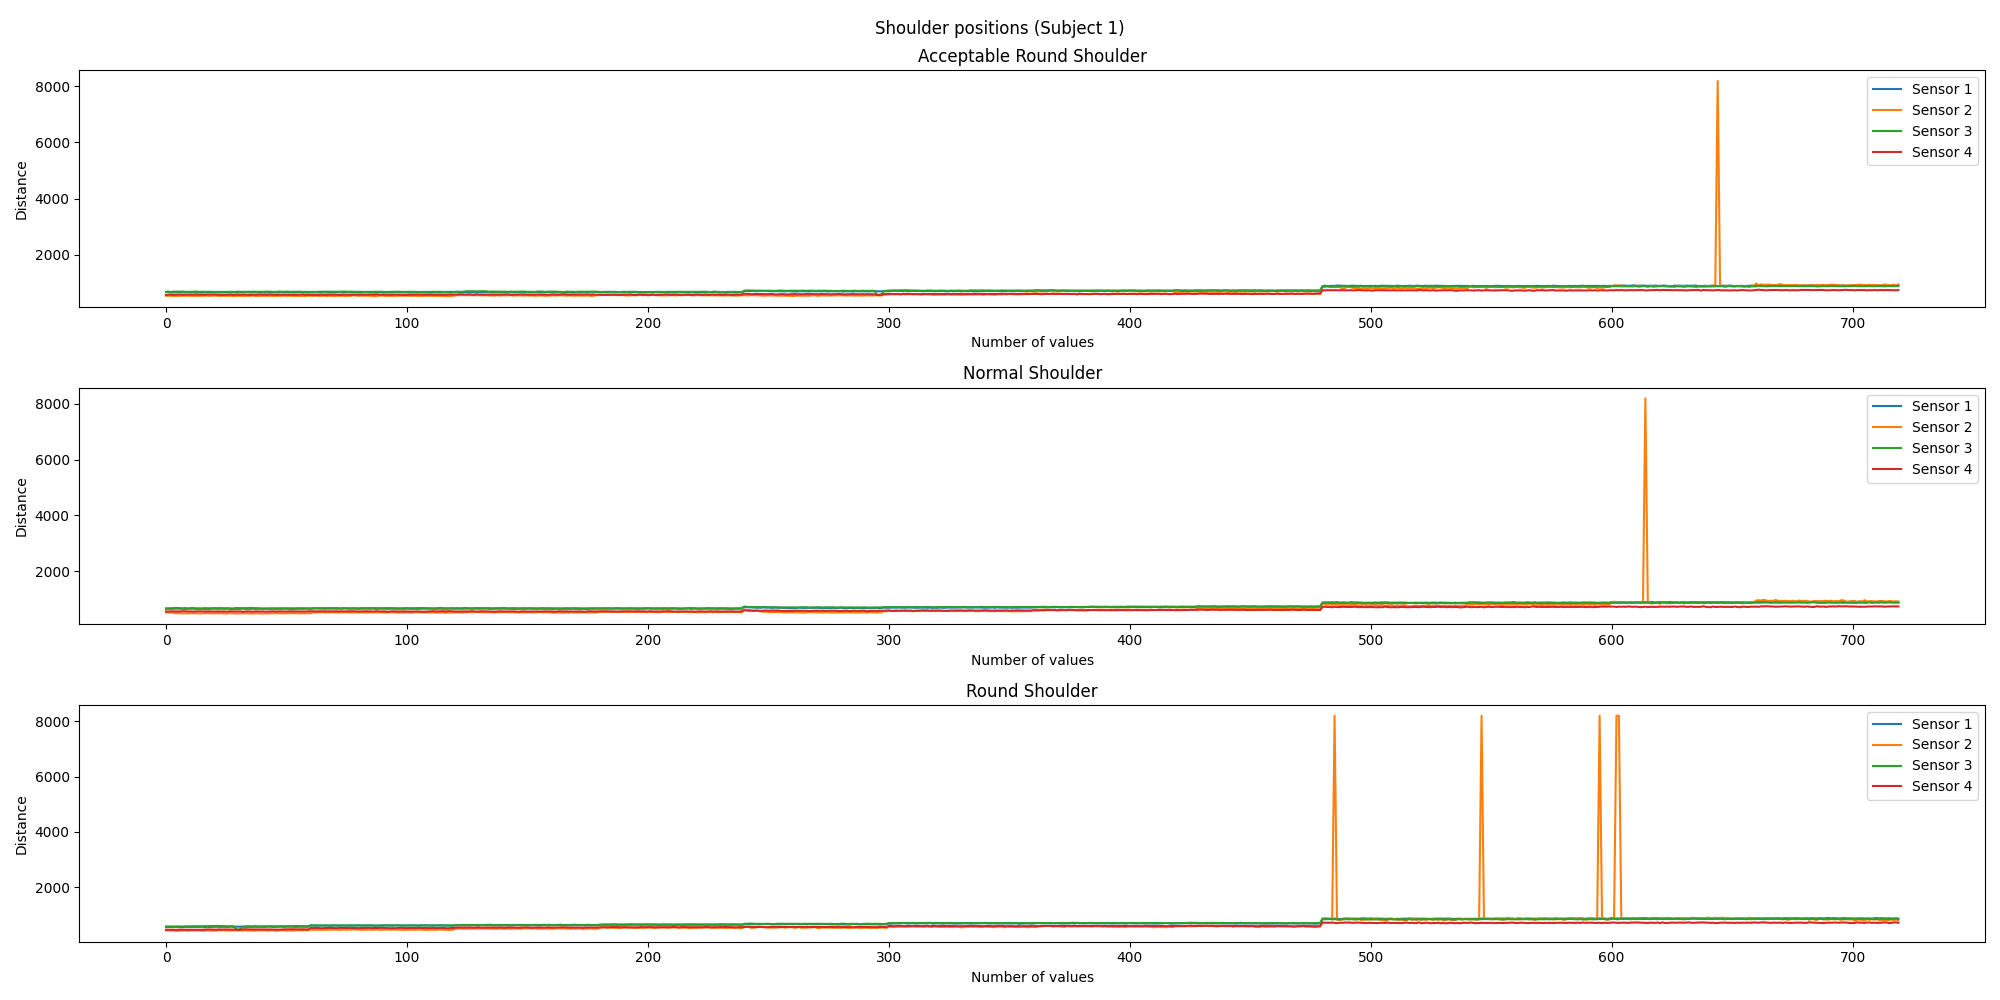 Shoulder positions (Subject 1)
Acceptable Round Shoulder
8000
6000
4000
2000
Distance
0 100 200 300 400 500 600 700
Number of values
Sensor 1
Sensor 2
Sensor 3
Sensor 4
Normal Shoulder
8000
6000
4000
2000
Distance
0 100 200 300 400 500 600 700
Number of values
Sensor 1
Sensor 2
Sensor 3
Sensor 4
Round Shoulder
8000
6000
4000
2000
Distance
0 100 200 300 400 500 600 700
Number of values
Sensor 1
Sensor 2
Sensor 3
Sensor 4